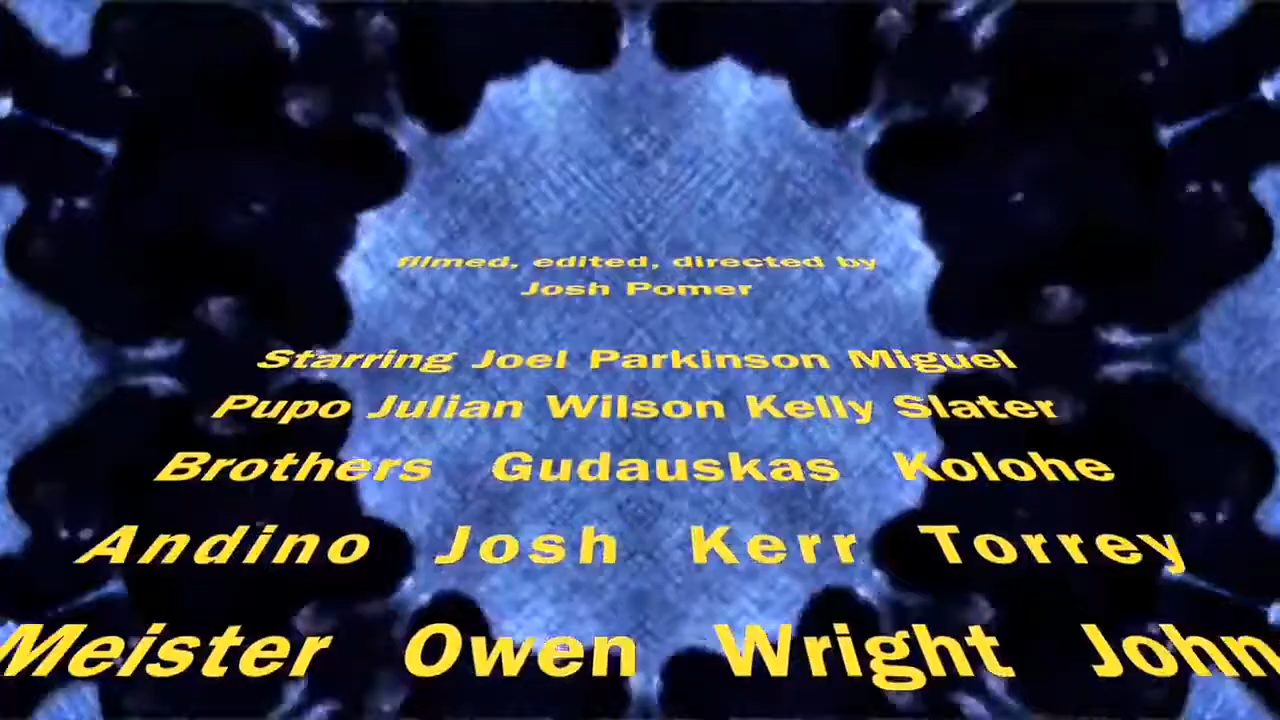 filmed, edited, directed by
Josh Pomer
Starring Joel Parkinson Miguel
Pupo Julian Wilson Kelly Slater
Brothers Gudauskas Kolohe
Andino Josh Kerr Torrey
Meister Owen Wright John